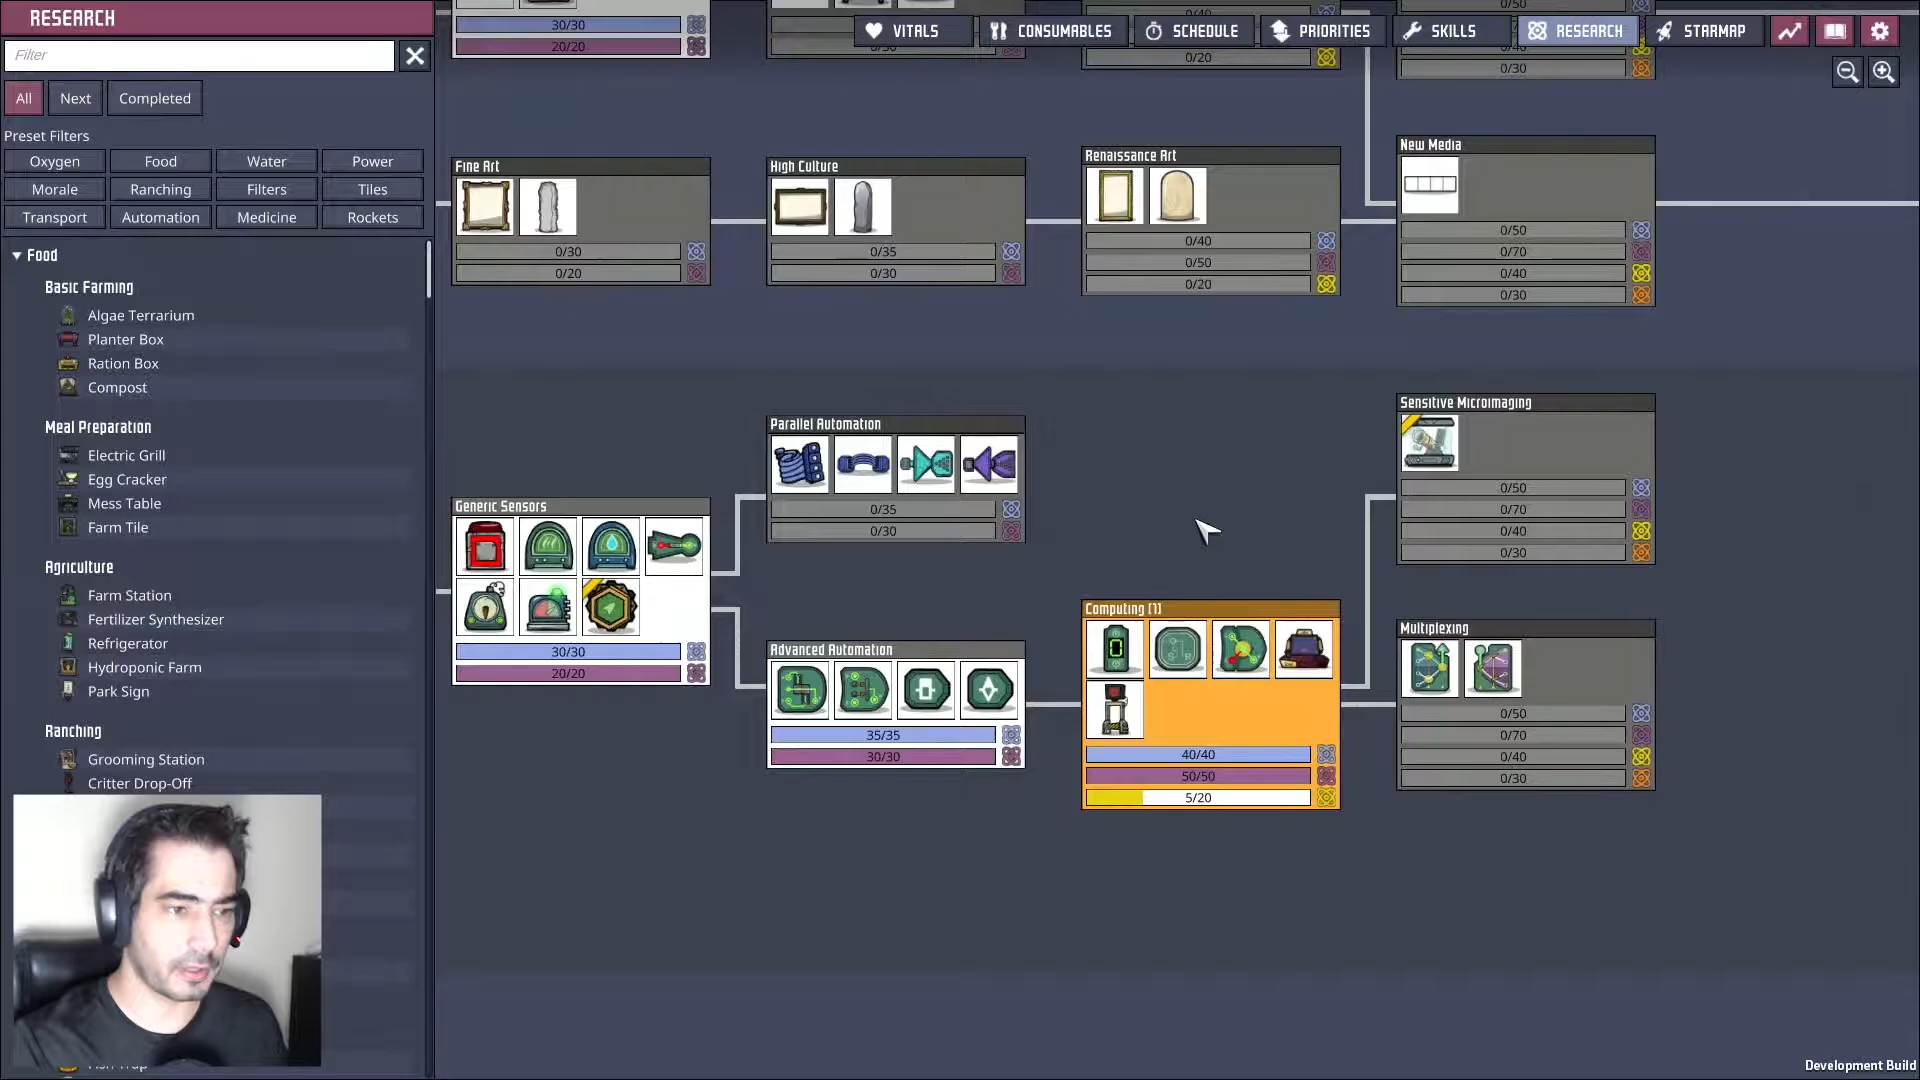 RESEARCH
Filter
All Next Completed
Preset Filters
Oxygen Food Water Power
Morale Ranching Filters Tiles
Transport Automation Medicine Rockets
Food
Basic Farming
Algae Terrarium
Planter Box
Ration Box
Compost
Meal Preparation
Electric Grill
Egg Cracker
Mess Table
Farm Tile
Agriculture
Farm Station
Fertilizer Synthesizer
Refrigerator
Hydroponic Farm
Park Sign
Ranching
Grooming Station
Critter Drop-Off
VITALS CONSUMABLES SCHEDULE PRIORITIES SKILLS RESEARCH STARMAP
30/30
20/20
0/20
0/50
0/30
Fine Art
0/30
0/20
High Culture
0/35
0/30
Renaissance Art
0/40
0/50
0/20
New Media
0/50
0/70
0/40
0/30
Generic Sensors
30/30
20/20
Parallel Automation
0/35
0/30
Advanced Automation
35/35
30/30
Computing (1)
40/40
50/50
5/20
Sensitive Microimaging
0/50
0/70
0/40
0/30
Multiplexing
0/50
0/70
0/40
0/30
Development Build